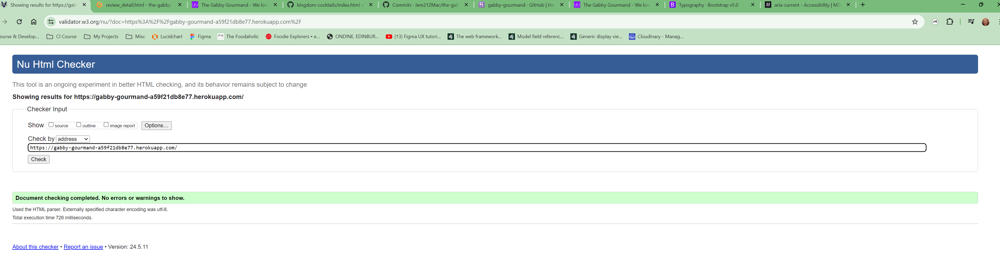 Showing results for https://gab
review_detail.html - the-gabby-
The Gabby Gourmand - We lov
kingdom-cocktails/index.html a
Commits · Jem212Mac/the-gab
gabby-gourmand · GitHub | He
The Gabby Gourmand - We lov
Typography · Bootstrap v5.0
aria-current - Accessibility | MD
validator.w3.org/nu/?doc=https%3A%2F%2Fgabby-gourmand-a59f21db8e77.herokuapp.com%2F
ourse & Develop...
CI Course
My Projects
Misc
Lucidchart
Figma
FH The Foodaholic
Foodie Explorers • e...
ONDINE, EDINBUR...
(13) Figma UX tutori...
dj The web framework...
dj Model field referenc...
dj Generic display vie...
Cloudinary - Manag...
Nu Html Checker
This tool is an ongoing experiment in better HTML checking, and its behavior remains subject to change
Showing results for https://gabby-gourmand-a59f21db8e77.herokuapp.com/
Checker Input
Show source outline image report Options...
Check by address
https://gabby-gourmand-a59f21db8e77.herokuapp.com/
Check
Document checking completed. No errors or warnings to show.
Used the HTML parser. Externally specified character encoding was utf-8.
Total execution time 726 milliseconds.
About this checker • Report an issue • Version: 24.5.11